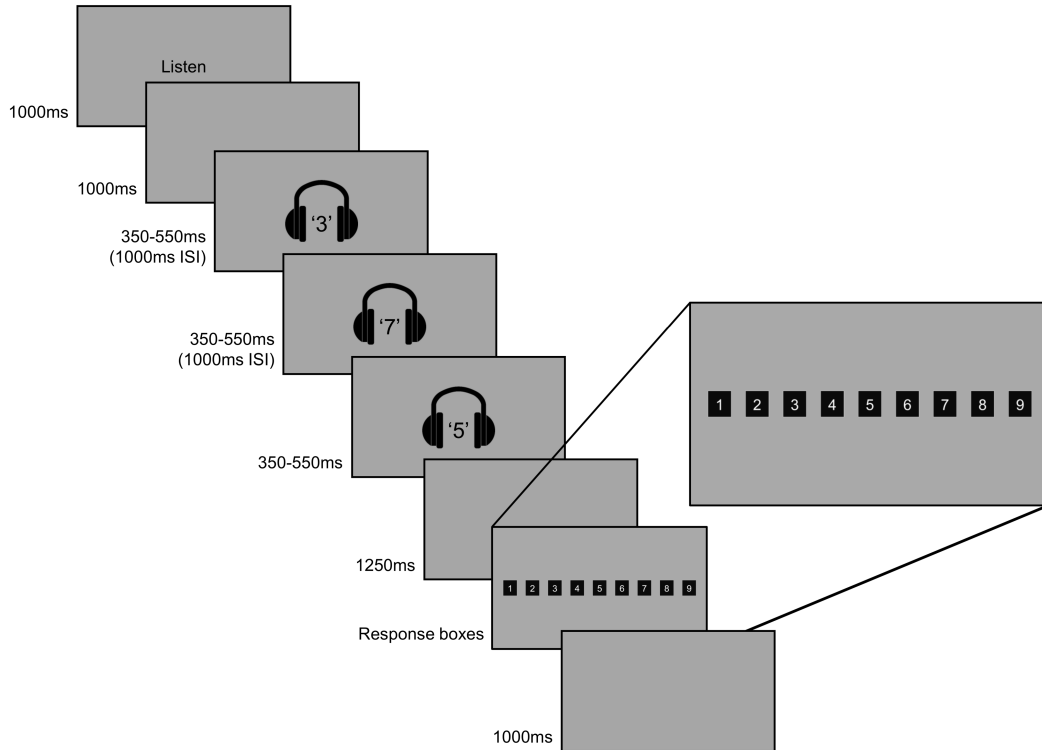 Listen
1000ms
1000ms
‘3’
350-550ms
(1000ms ISI)
‘7’
350-550ms
(1000ms ISI)
‘5’
350-550ms
1 2 3 4 5 6 7 8 9
1250ms
1 2 3 4 5 6 7 8 9
Response boxes
1000ms